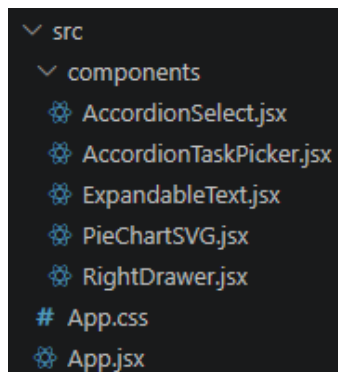 src
components
AccordionSelect.jsx
AccordionTaskPicker.jsx
ExpandableText.jsx
PieChartSVG.jsx
RightDrawer.jsx
# App.css
App.jsx